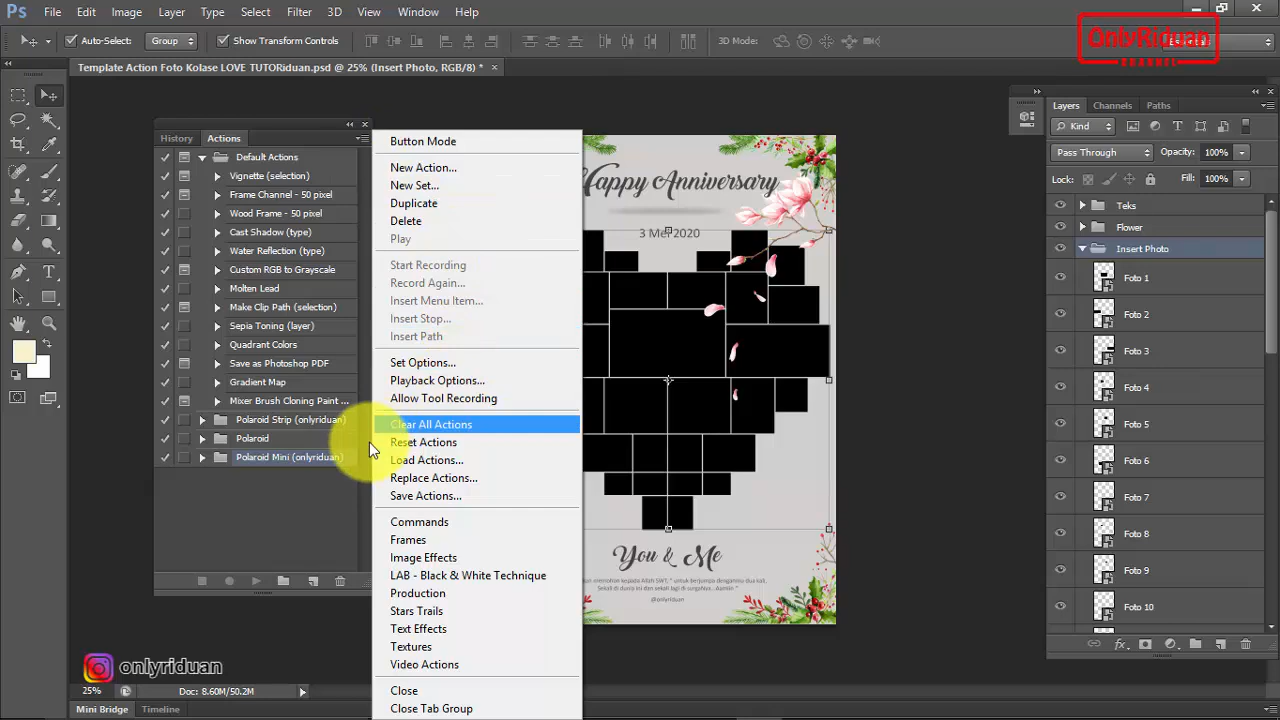 Ps File Edit Image Layer Type Select Filter 3D View Window Help
Auto-Select: Group Show Transform Controls 3D Mode:
OnlyRiduan
CHANNEL
Template Action Foto Kolase LOVE TUTORiduan.psd @ 25% (Insert Photo, RGB/8) *
History Actions
Default Actions
Vignette (selection)
Frame Channel - 50 pixel
Wood Frame - 50 pixel
Cast Shadow (type)
Water Reflection (type)
Custom RGB to Grayscale
Molten Lead
Make Clip Path (selection)
Sepia Toning (layer)
Quadrant Colors
Save as Photoshop PDF
Gradient Map
Mixer Brush Cloning Paint ...
Polaroid Strip (onlyriduan)
Polaroid
Polaroid Mini (onlyriduan)
Button Mode
New Action...
New Set...
Duplicate
Delete
Play
Start Recording
Record Again...
Insert Menu Item...
Insert Stop...
Insert Path
Set Options...
Playback Options...
Allow Tool Recording
Clear All Actions
Reset Actions
Load Actions...
Replace Actions...
Save Actions...
Commands
Frames
Image Effects
LAB - Black & White Technique
Production
Stars Trails
Text Effects
Textures
Video Actions
Close
Close Tab Group
Happy Anniversary
3 Mei 2020
You & Me
@onlyriduan
Layers Channels Paths
Kind
Pass Through Opacity: 100%
Lock: Fill: 100%
Teks
Flower
Insert Photo
Foto 1
Foto 2
Foto 3
Foto 4
Foto 5
Foto 6
Foto 7
Foto 8
Foto 9
Foto 10
onlyriduan
25% Doc: 8.60M/50.2M
Mini Bridge Timeline